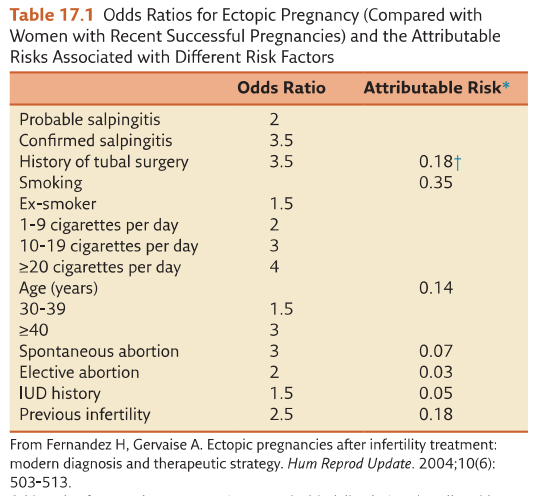 Table 17.1 Odds Ratios for Ectopic Pregnancy (Compared with
Women with Recent Successful Pregnancies) and the Attributable
Risks Associated with Different Risk Factors
Odds Ratio Attributable Risk*
Probable salpingitis 2
Confirmed salpingitis 3.5
History of tubal surgery 3.5 0.18†
Smoking 0.35
Ex-smoker 1.5
1-9 cigarettes per day 2
10-19 cigarettes per day 3
≥20 cigarettes per day 4
Age (years) 0.14
30-39 1.5
≥40 3
Spontaneous abortion 3 0.07
Elective abortion 2 0.03
IUD history 1.5 0.05
Previous infertility 2.5 0.18
From Fernandez H, Gervaise A. Ectopic pregnancies after infertility treatment:
modern diagnosis and therapeutic strategy. Hum Reprod Update. 2004;10(6):
503-513.